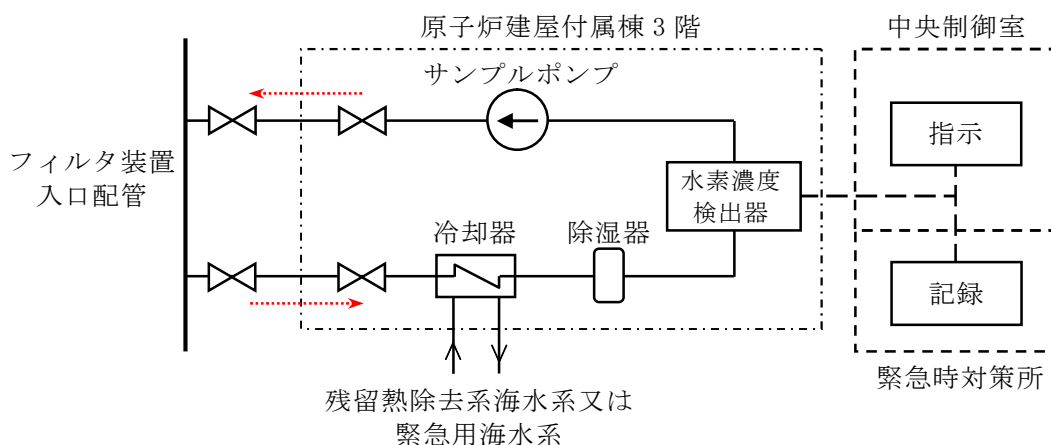 原子炉建屋付属棟３階
中央制御室
サンプルポンプ
指示
フィルタ装置
入口配管
水素濃度
検出器
冷却器
除湿器
記録
緊急時対策所
残留熱除去系海水系又は
緊急用海水系